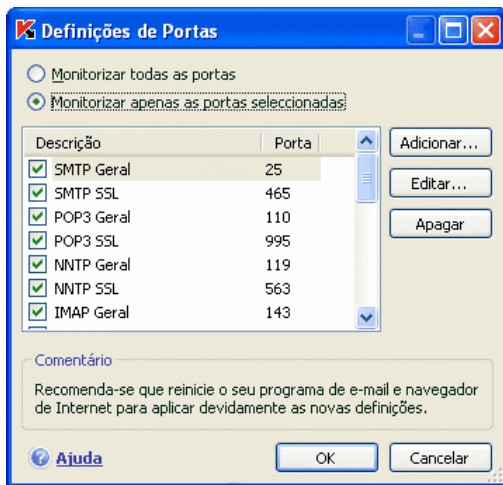 Definições de Portas
Monitorizar todas as portas
Monitorizar apenas as portas seleccionadas
Descrição Porta
SMTP Geral 25
SMTP SSL 465
POP3 Geral 110
POP3 SSL 995
NNTP Geral 119
NNTP SSL 563
IMAP Geral 143
Adicionar...
Editar...
Apagar
Comentário
Recomenda-se que reinicie o seu programa de e-mail e navegador
de Internet para aplicar devidamente as novas definições.
Ajuda
OK
Cancelar